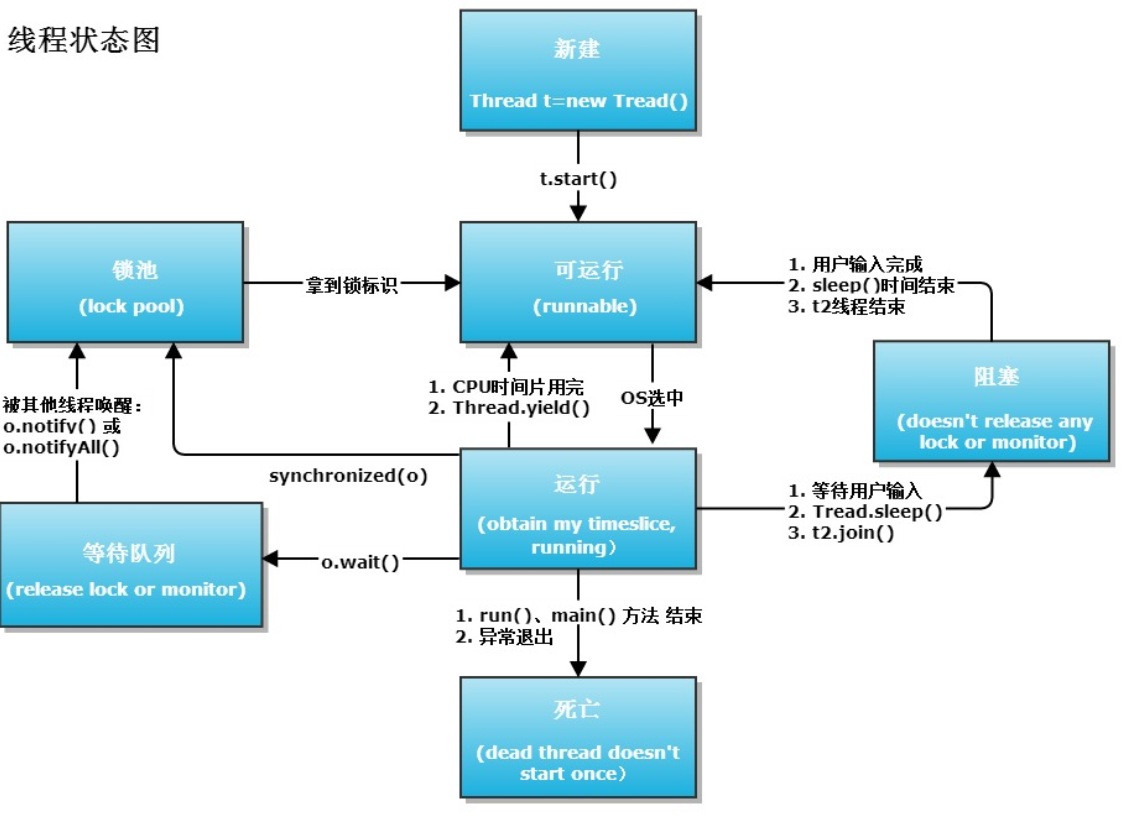 线程状态图
新建
Thread t=new Tread()
t.start()
锁池
(lock pool)
拿到锁标识
可运行
(runnable)
1. 用户输入完成
2. sleep()时间结束
3. t2线程结束
阻塞
(doesn't release any
lock or monitor)
被其他线程唤醒:
o.notify() 或
o.notifyAll()
1. CPU时间片用完
2. Thread.yield()
OS选中
synchronized(o)
运行
(obtain my timeslice,
running)
1. 等待用户输入
2. Tread.sleep()
3. t2.join()
等待队列
(release lock or monitor)
o.wait()
1. run()、main() 方法 结束
2. 异常退出
死亡
(dead thread doesn't
start once)